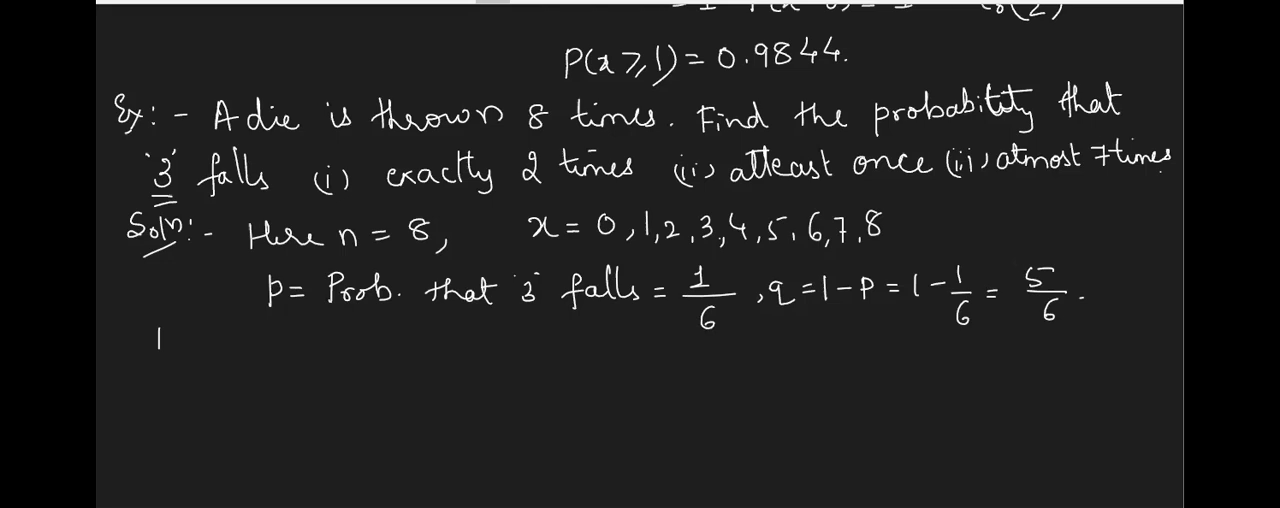 P(x ≥ 1) = 0.9844.
Ex: - A die is thrown 8 times. Find the probability that
'3' falls (i) exactly 2 times (ii) atleast once (iii) atmost 7 times
Soln: - Here n = 8, x = 0, 1, 2, 3, 4, 5, 6, 7, 8
p = Prob. that '3' falls = 1/6, q = 1 - p = 1 - 1/6 = 5/6.